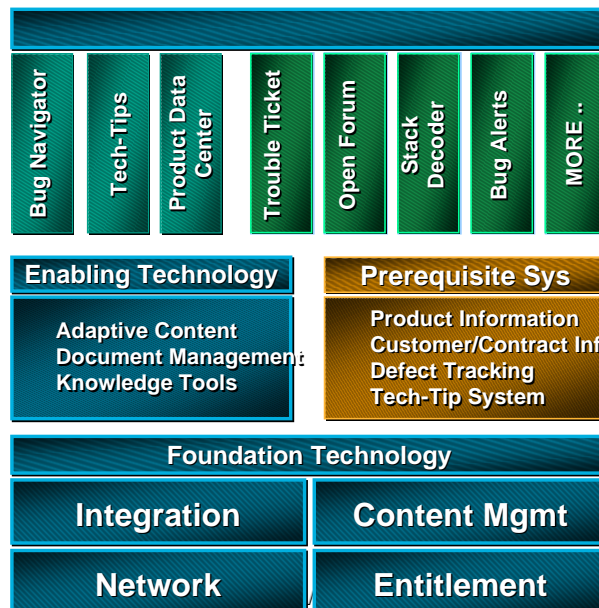 Bug Navigator
Tech-Tips
Product Data
Center
Trouble Ticket
Open Forum
Stack
Decoder
Bug Alerts
MORE ..
Enabling Technology
Adaptive Content
Document Management
Knowledge Tools
Prerequisite Sys
Product Information
Customer/Contract Inf
Defect Tracking
Tech-Tip System
Foundation Technology
Integration
Content Mgmt
Network
Entitlement